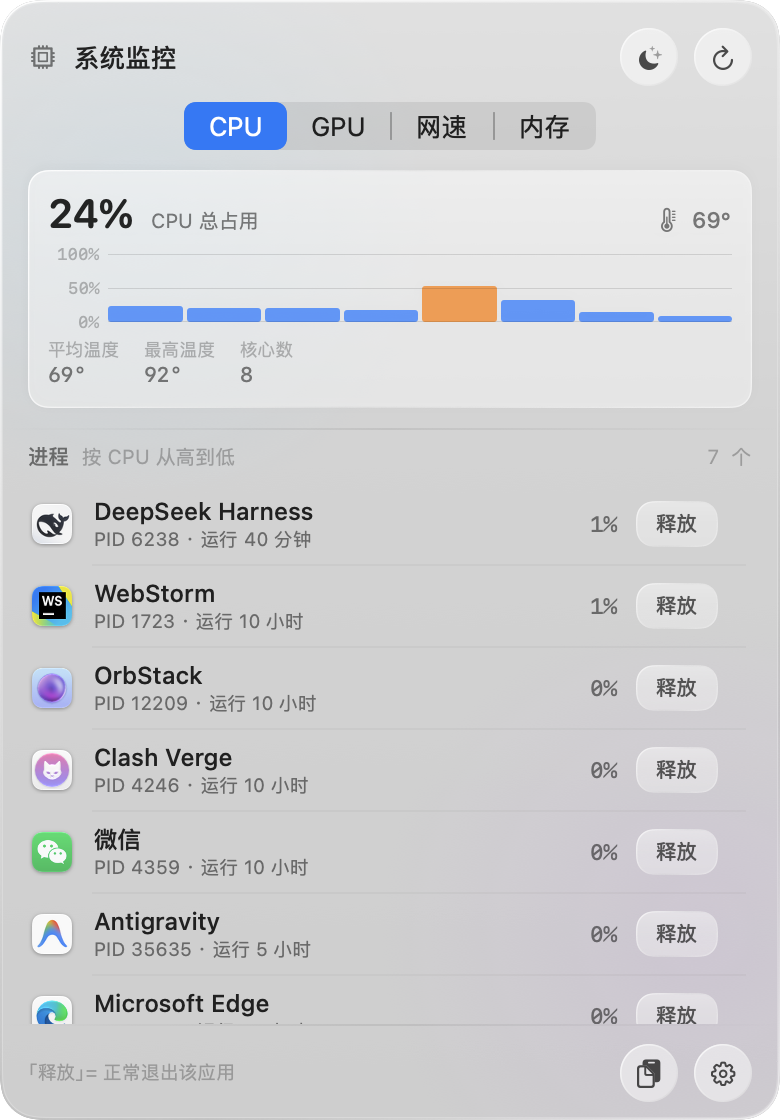 系统监控
CPU GPU 网速 内存
24% CPU 总占用 69°
100%
50%
0%
平均温度 最高温度 核心数
69° 92° 8
进程 按 CPU 从高到低 7 个
DeepSeek Harness
PID 6238 · 运行 40 分钟
1% 释放
WS
WebStorm
PID 1723 · 运行 10 小时
1% 释放
OrbStack
PID 12209 · 运行 10 小时
0% 释放
Clash Verge
PID 4246 · 运行 10 小时
0% 释放
微信
PID 4359 · 运行 10 小时
0% 释放
Antigravity
PID 35635 · 运行 5 小时
0% 释放
Microsoft Edge
0% 释放
「释放」= 正常退出该应用